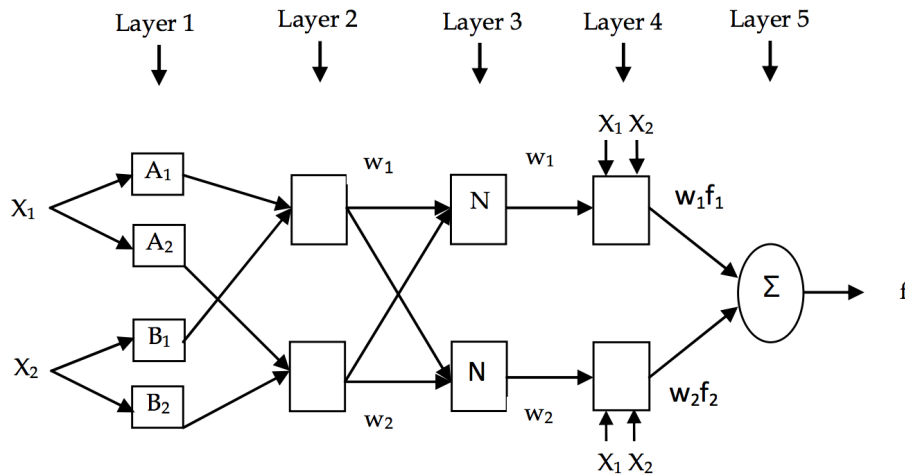 Layer 1 Layer 2 Layer 3 Layer 4 Layer 5
X₁ X₂
w₁ w₁
A₁
N
w₁f₁
X₁
A₂
Σ f
B₁
X₂
N
B₂
w₂f₂
w₂ w₂
X₁ X₂